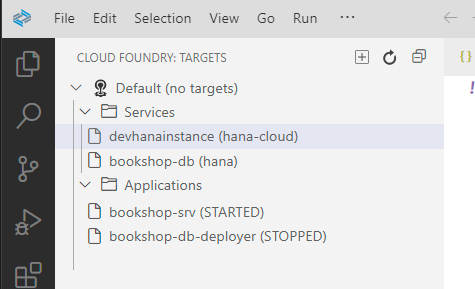 File Edit Selection View Go Run ...
CLOUD FOUNDRY: TARGETS
Default (no targets)
Services
devhanainstance (hana-cloud)
bookshop-db (hana)
Applications
bookshop-srv (STARTED)
bookshop-db-deployer (STOPPED)